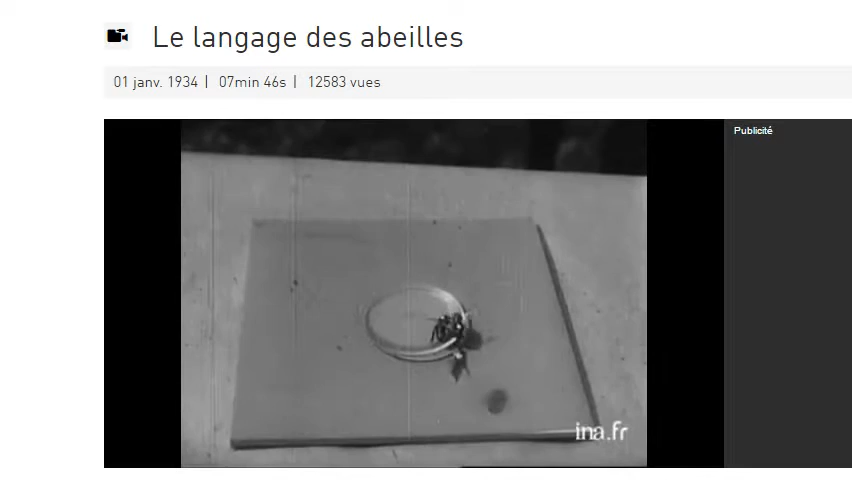 Le langage des abeilles
01 janv. 1934 | 07min 46s | 12583 vues
Publicité
ina.fr